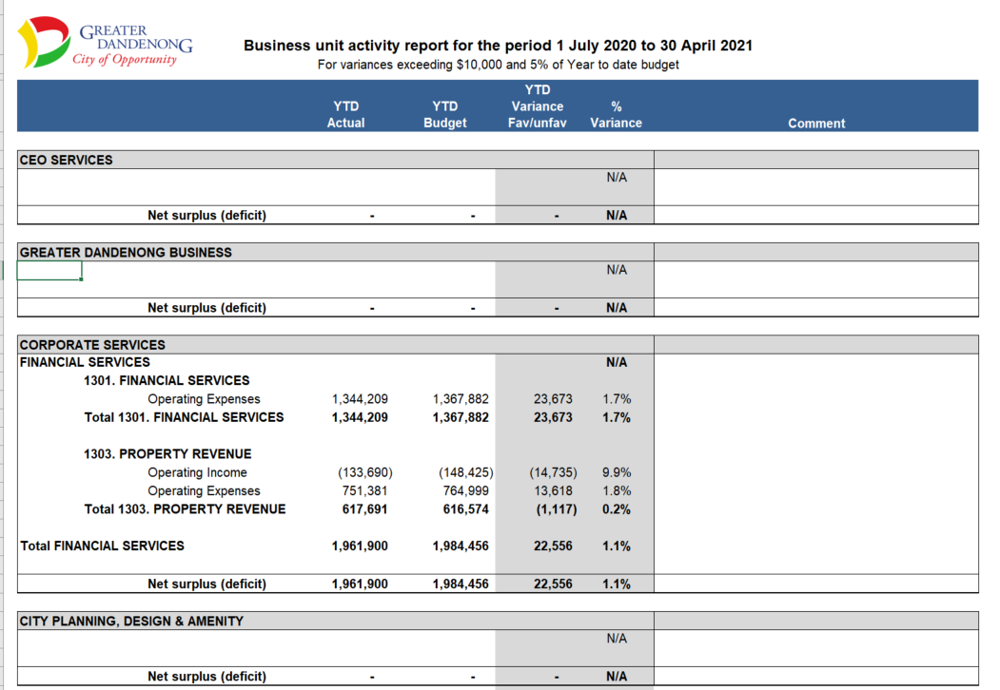 GREATER
DANDENONG
City of Opportunity
Business unit activity report for the period 1 July 2020 to 30 April 2021
For variances exceeding $10,000 and 5% of Year to date budget
YTD Actual YTD Budget YTD Variance Fav/unfav % Variance Comment
CEO SERVICES
N/A
Net surplus (deficit) - - - N/A
GREATER DANDENONG BUSINESS
N/A
Net surplus (deficit) - - - N/A
CORPORATE SERVICES
FINANCIAL SERVICES N/A
1301. FINANCIAL SERVICES
Operating Expenses 1,344,209 1,367,882 23,673 1.7%
Total 1301. FINANCIAL SERVICES 1,344,209 1,367,882 23,673 1.7%
1303. PROPERTY REVENUE
Operating Income (133,690) (148,425) (14,735) 9.9%
Operating Expenses 751,381 764,999 13,618 1.8%
Total 1303. PROPERTY REVENUE 617,691 616,574 (1,117) 0.2%
Total FINANCIAL SERVICES 1,961,900 1,984,456 22,556 1.1%
Net surplus (deficit) 1,961,900 1,984,456 22,556 1.1%
CITY PLANNING, DESIGN & AMENITY
N/A
Net surplus (deficit) - - - N/A